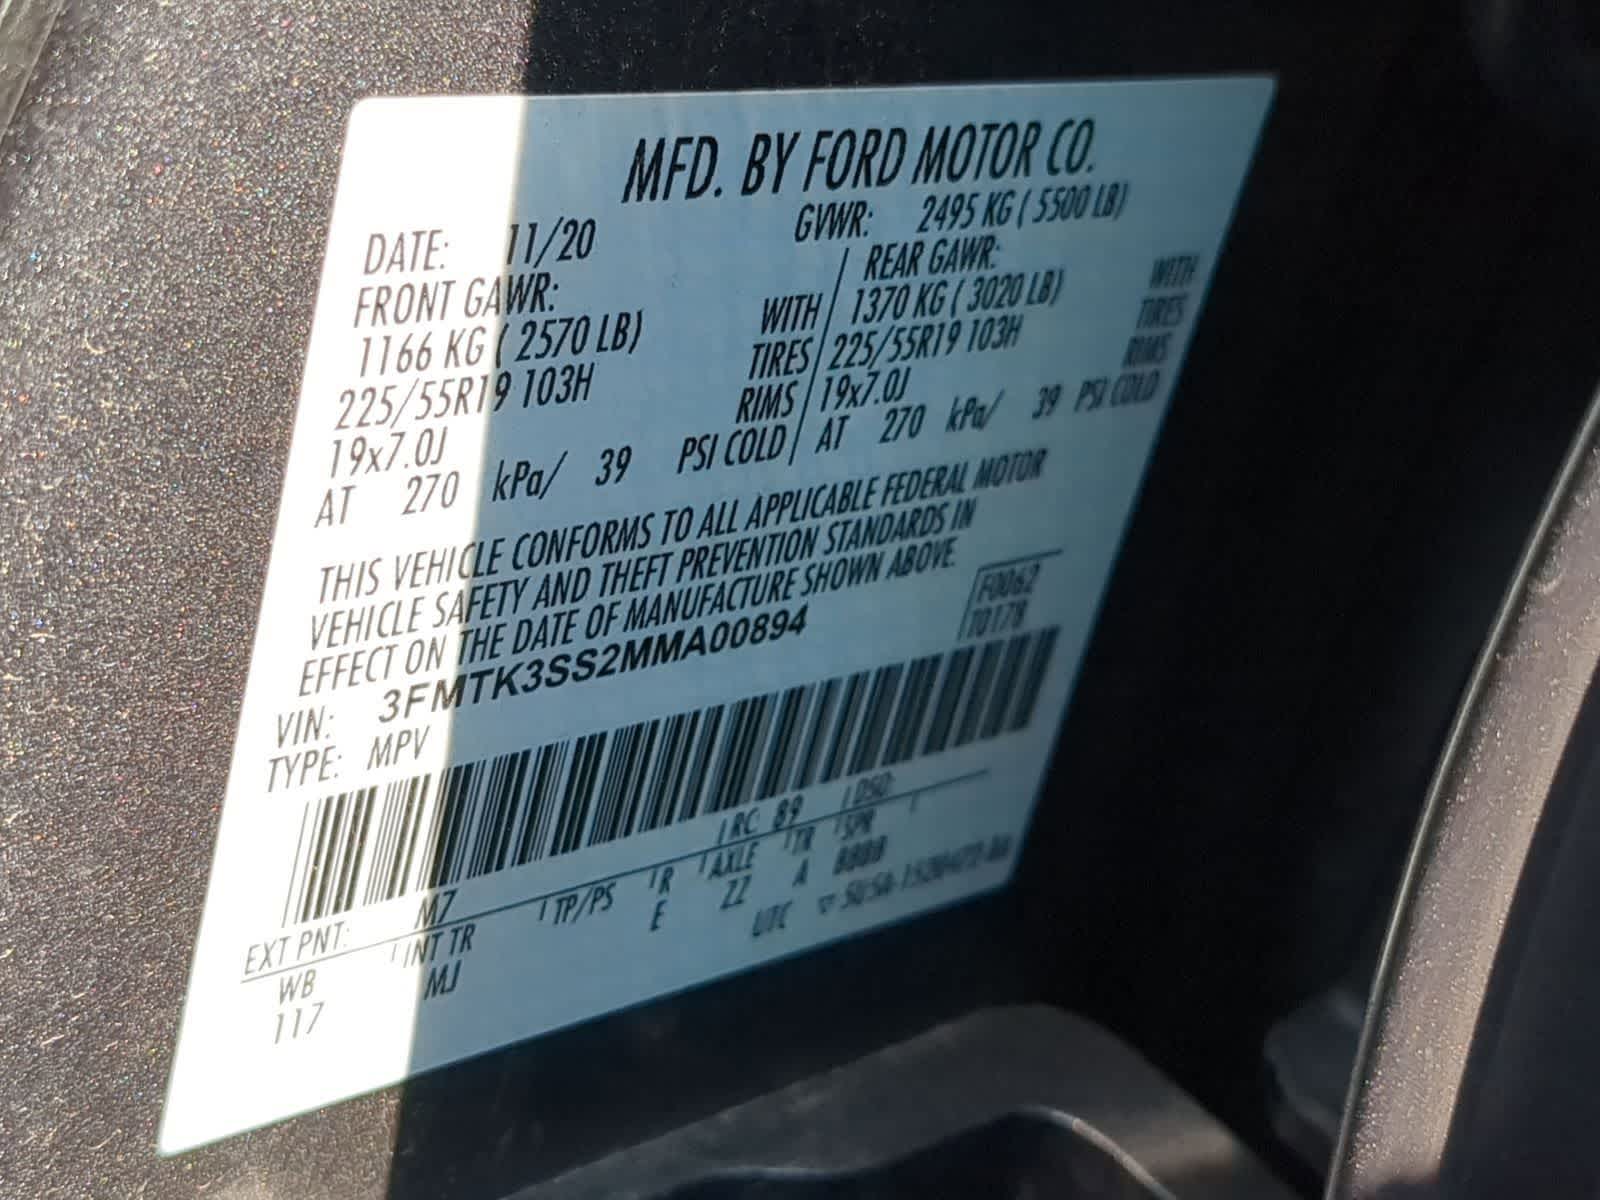 MFD. BY FORD MOTOR CO.
DATE: 11/20 GVWR: 2495 KG ( 5500 LB)
FRONT GAWR: REAR GAWR:
1166 KG ( 2570 LB) WITH 1370 KG ( 3020 LB) WITH
225/55R19 103H TIRES 225/55R19 103H TIRES
19x7.0J RIMS 19x7.0J RIMS
AT 270 kPa/ 39 PSI COLD AT 270 kPa/ 39 PSI COLD
THIS VEHICLE CONFORMS TO ALL APPLICABLE FEDERAL MOTOR
VEHICLE SAFETY AND THEFT PREVENTION STANDARDS IN
EFFECT ON THE DATE OF MANUFACTURE SHOWN ABOVE.
F0062
T0178
VIN: 3FMTK3SS2MMA00894
TYPE: MPV
EXT PNT: M7 RC: 89 DSO:
WB INT TR TP/PS R AXLE TR SPR
117 MJ E ZZ A 8888
UTC